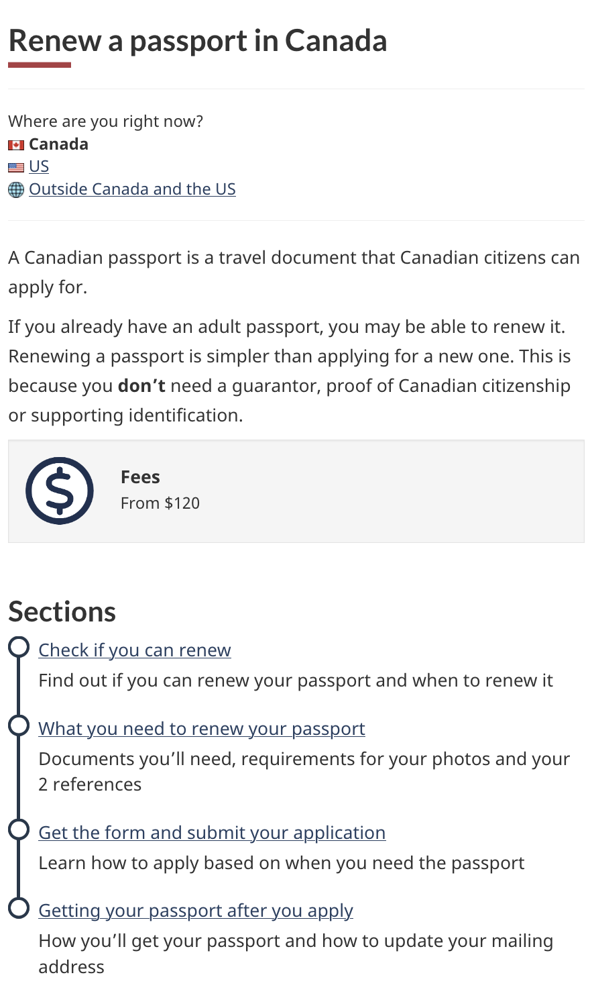 Renew a passport in Canada
Where are you right now?
Canada
US
Outside Canada and the US
A Canadian passport is a travel document that Canadian citizens can
apply for.
If you already have an adult passport, you may be able to renew it.
Renewing a passport is simpler than applying for a new one. This is
because you don’t need a guarantor, proof of Canadian citizenship
or supporting identification.
$
Fees
From $120
Sections
Check if you can renew
Find out if you can renew your passport and when to renew it
What you need to renew your passport
Documents you’ll need, requirements for your photos and your
2 references
Get the form and submit your application
Learn how to apply based on when you need the passport
Getting your passport after you apply
How you’ll get your passport and how to update your mailing
address